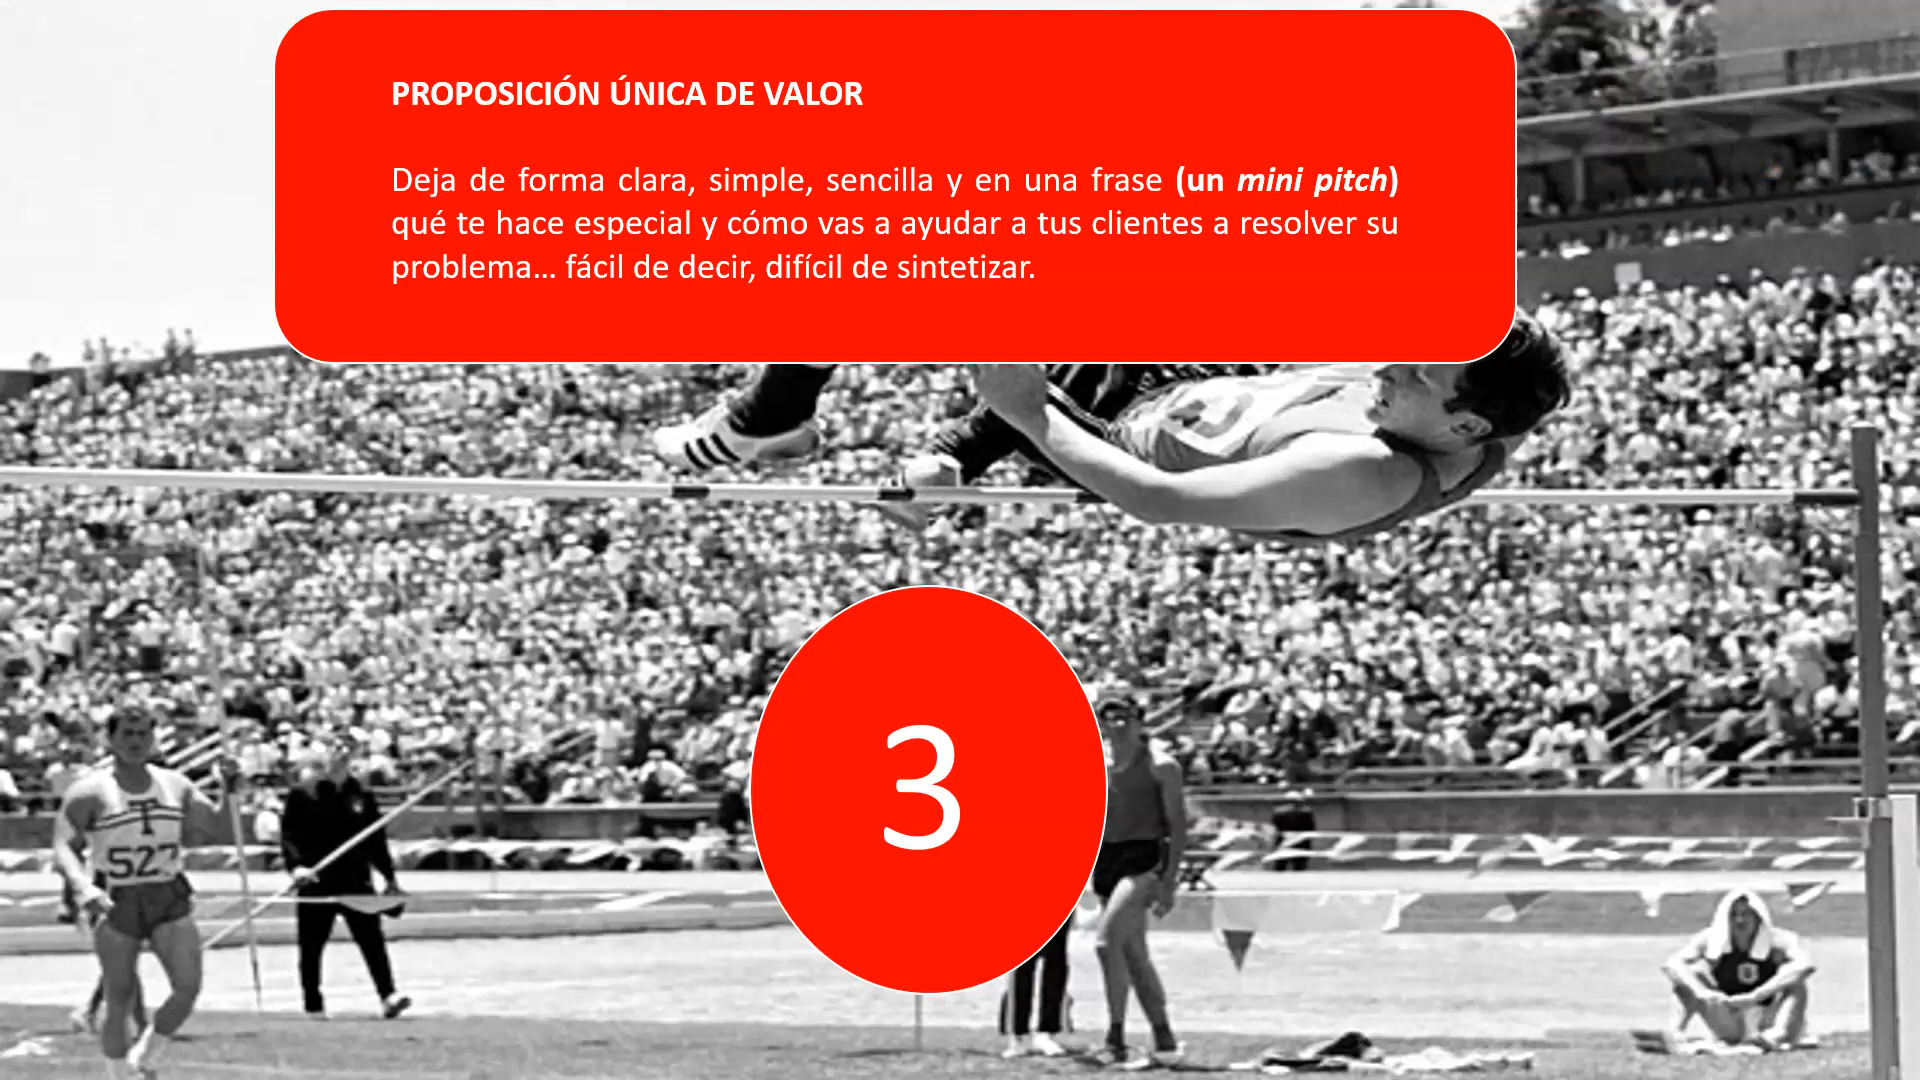 PROPOSICIÓN ÚNICA DE VALOR
Deja de forma clara, simple, sencilla y en una frase (un mini pitch)
qué te hace especial y cómo vas a ayudar a tus clientes a resolver su
problema... fácil de decir, difícil de sintetizar.
3
T
527